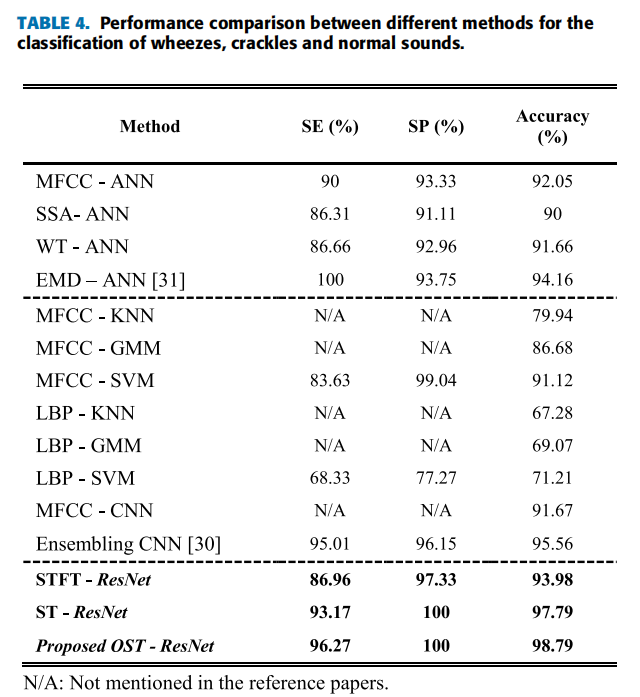 TABLE 4. Performance comparison between different methods for the
classification of wheezes, crackles and normal sounds.
Method SE (%) SP (%) Accuracy (%)
MFCC - ANN 90 93.33 92.05
SSA- ANN 86.31 91.11 90
WT - ANN 86.66 92.96 91.66
EMD – ANN [31] 100 93.75 94.16
MFCC - KNN N/A N/A 79.94
MFCC - GMM N/A N/A 86.68
MFCC - SVM 83.63 99.04 91.12
LBP - KNN N/A N/A 67.28
LBP - GMM N/A N/A 69.07
LBP - SVM 68.33 77.27 71.21
MFCC - CNN N/A N/A 91.67
Ensembling CNN [30] 95.01 96.15 95.56
STFT - ResNet 86.96 97.33 93.98
ST - ResNet 93.17 100 97.79
Proposed OST - ResNet 96.27 100 98.79
N/A: Not mentioned in the reference papers.